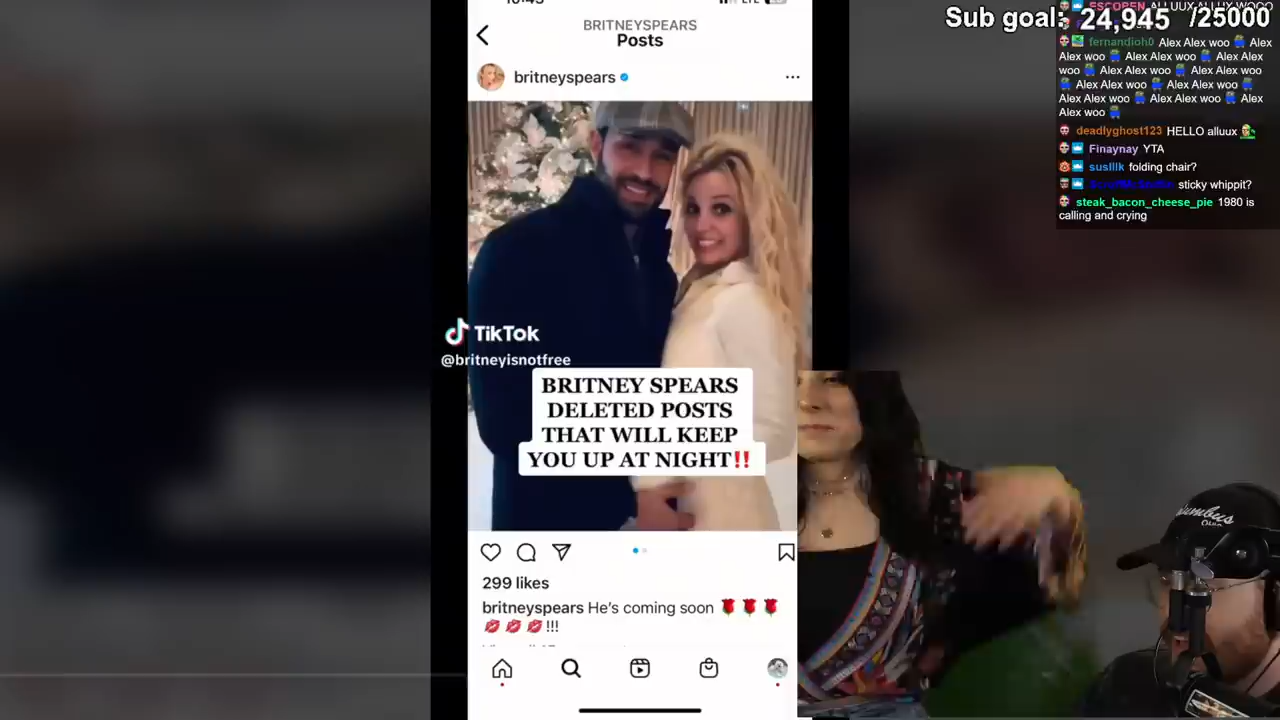 BRITNEYSPEARS
Posts
britneyspears
TikTok
@britneyisnotfree
BRITNEY SPEARS
DELETED POSTS
THAT WILL KEEP
YOU UP AT NIGHT‼️
299 likes
britneyspears He's coming soon 🌹🌹🌹
💋💋💋!!!
Sub goal: 24,945 /25000
fernandioh0 Alex Alex woo Alex
Alex woo Alex Alex woo Alex Alex
woo Alex Alex woo Alex Alex woo
Alex Alex woo Alex Alex woo
Alex Alex woo Alex Alex woo Alex
Alex woo
deadlyghost123 HELLO alluux
Finaynay YTA
suslllk folding chair?
sticky whippit?
steak_bacon_cheese_pie 1980 is
calling and crying